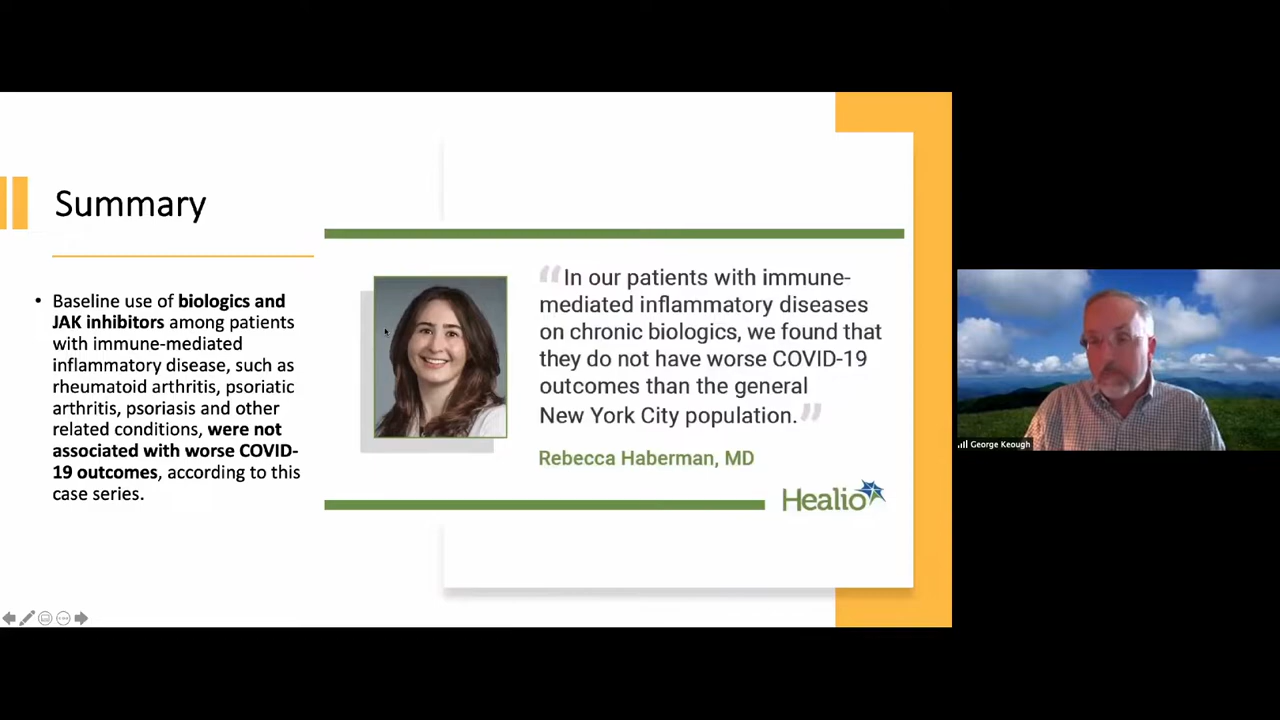 Summary
• Baseline use of biologics and
JAK inhibitors among patients
with immune-mediated
inflammatory disease, such as
rheumatoid arthritis, psoriatic
arthritis, psoriasis and other
related conditions, were not
associated with worse COVID-
19 outcomes, according to this
case series.
“In our patients with immune-
mediated inflammatory diseases
on chronic biologics, we found that
they do not have worse COVID-19
outcomes than the general
New York City population.”
Rebecca Haberman, MD
Healio
George Keough